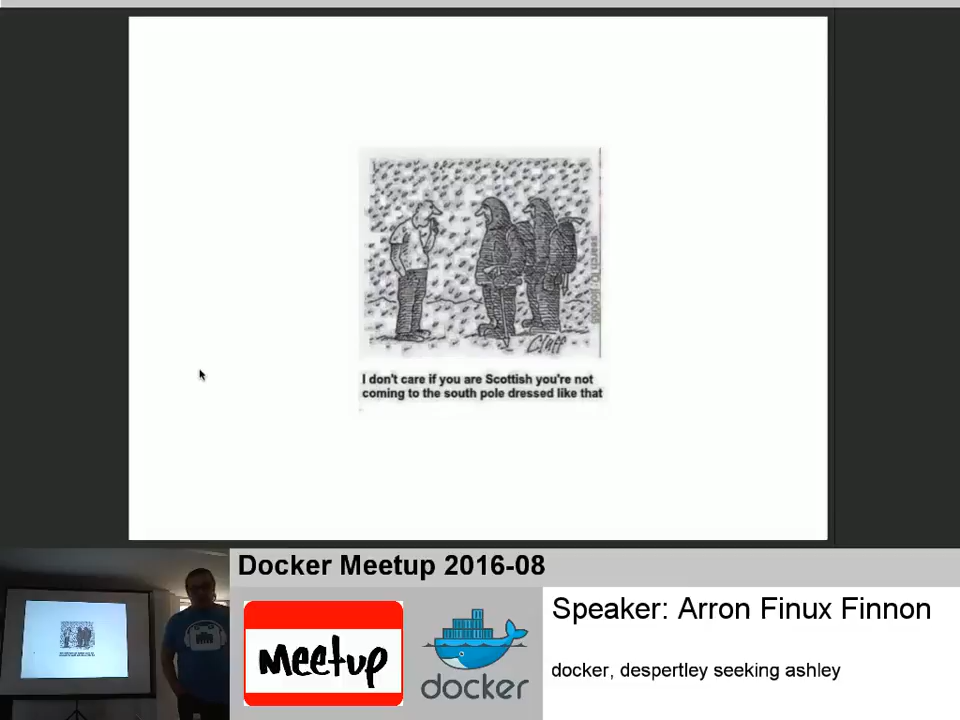 Cluff
I don't care if you are Scottish you're not
coming to the south pole dressed like that
Docker Meetup 2016-08
Meetup
docker
Speaker: Arron Finux Finnon
docker, despertley seeking ashley